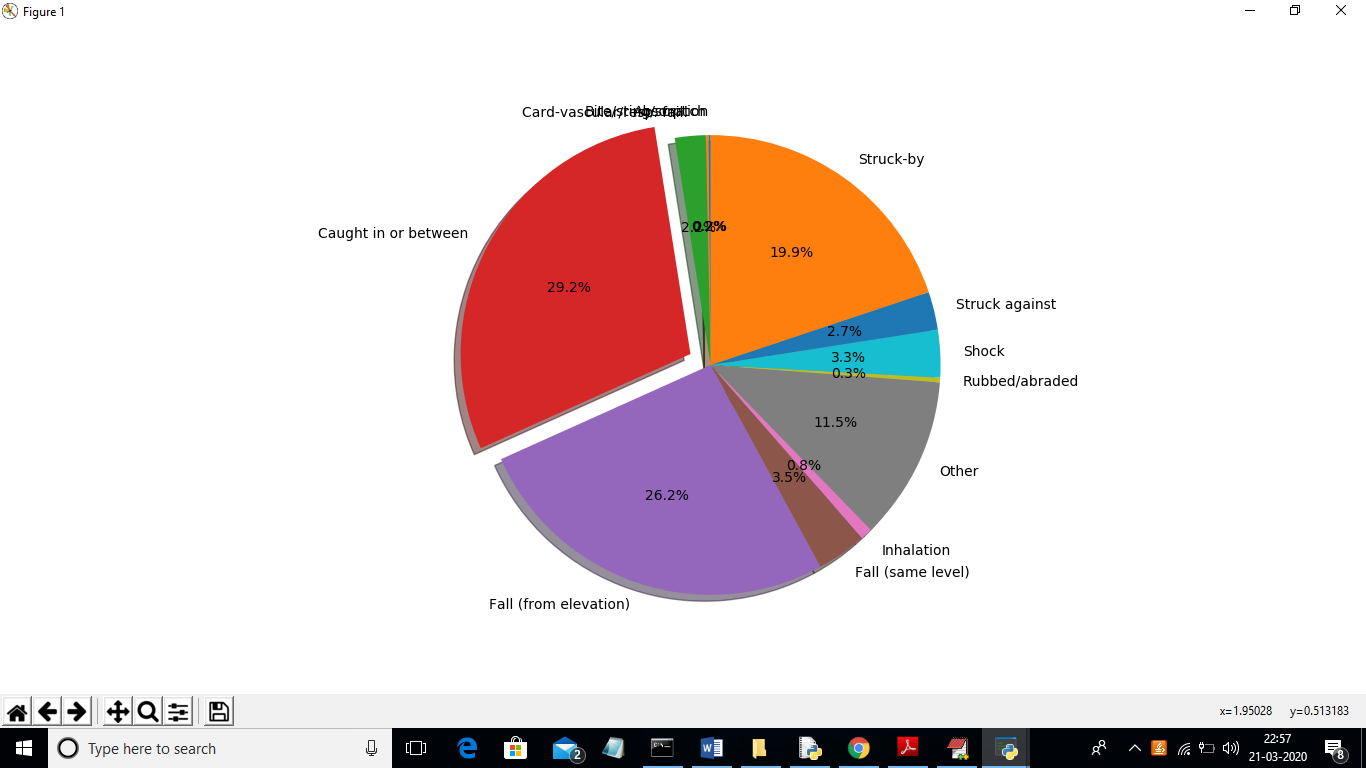 Figure 1
Struck-by
Caught in or between
19.9%
29.2%
Struck against
2.7%
Shock
3.3%
0.3%
Rubbed/abraded
11.5%
0.8%
Other
3.5%
26.2%
Inhalation
Fall (same level)
Fall (from elevation)
x=1.95028 y=0.513183
Type here to search
2
22:57
21-03-2020
8